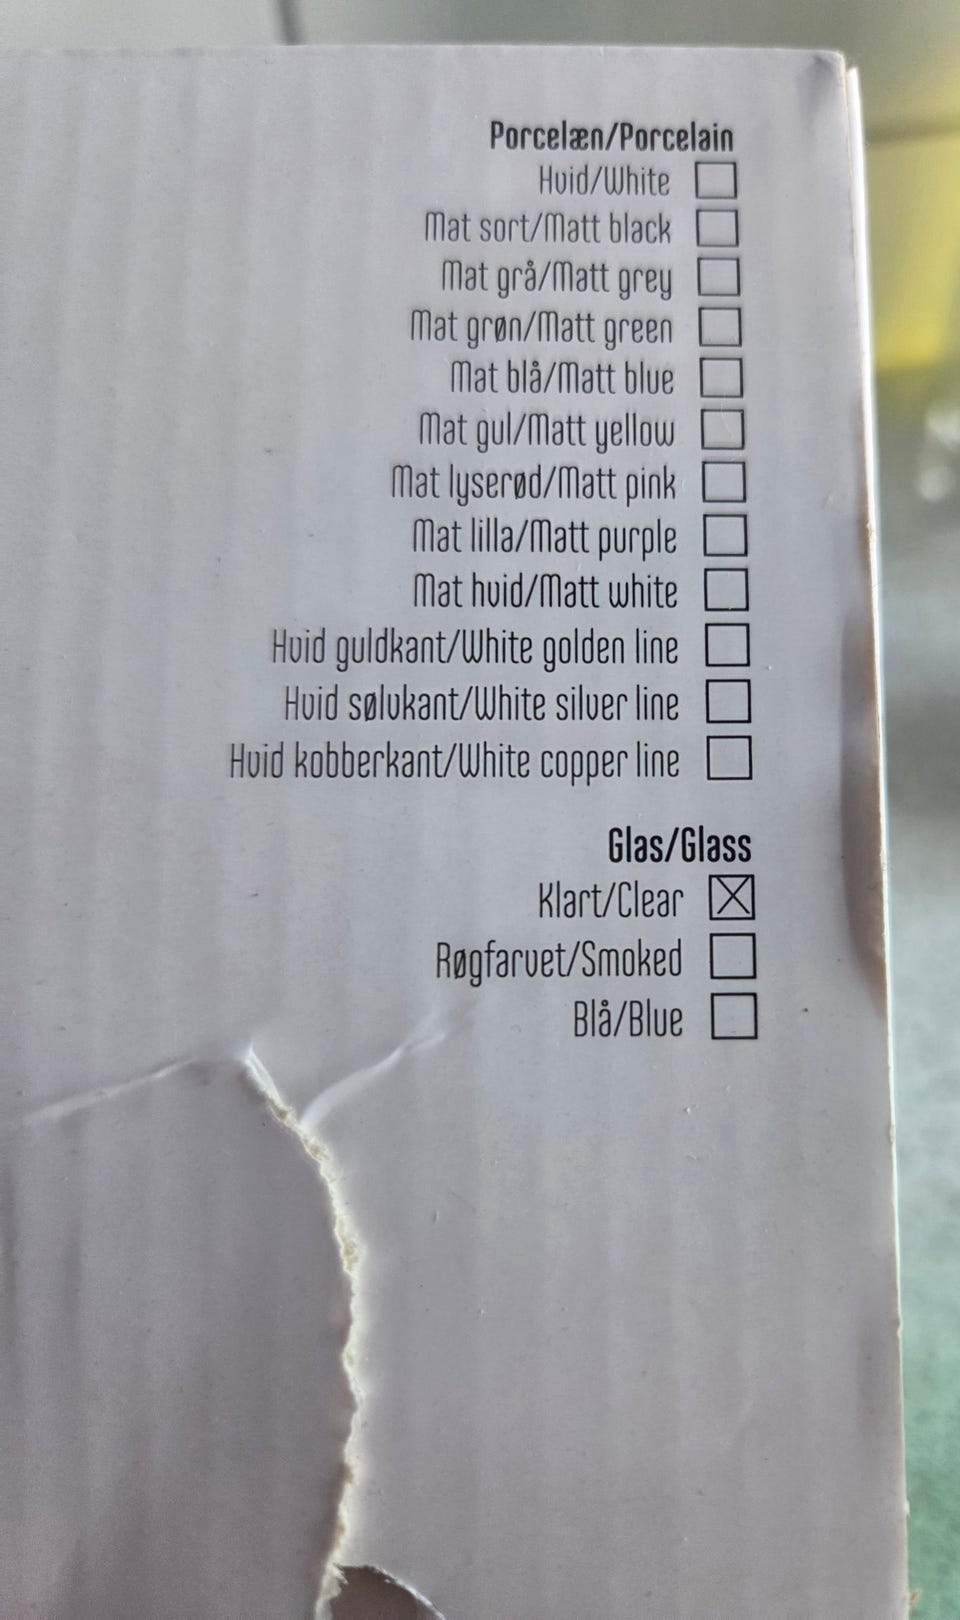 Porcelæn/Porcelain
Hvid/White
Mat sort/Matt black
Mat grå/Matt grey
Mat grøn/Matt green
Mat blå/Matt blue
Mat gul/Matt yellow
Mat lyserød/Matt pink
Mat lilla/Matt purple
Mat hvid/Matt white
Hvid guldkant/White golden line
Hvid sølvkant/White silver line
Hvid kobberkant/White copper line
Glas/Glass
Klart/Clear
Røgfarvet/Smoked
Blå/Blue